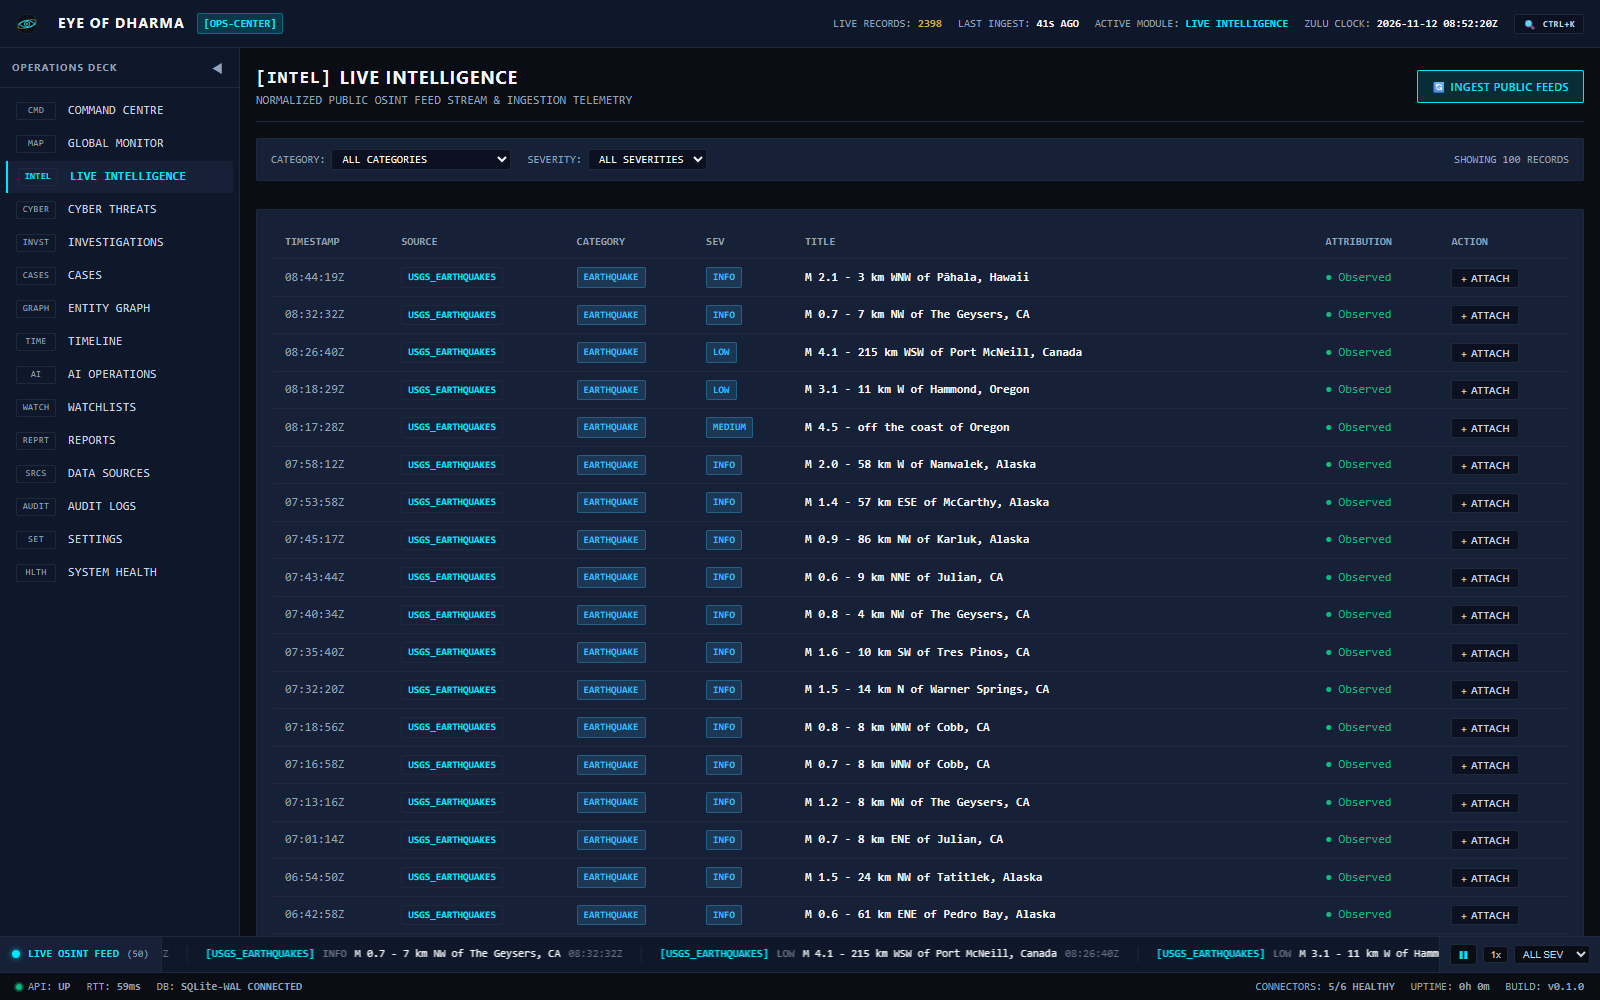 EYE OF DHARMA [OPS-CENTER] LIVE RECORDS: 2398 LAST INGEST: 41s AGO ACTIVE MODULE: LIVE INTELLIGENCE ZULU CLOCK: 2026-11-12 08:52:20Z CTRL+K
OPERATIONS DECK
CMD COMMAND CENTRE
MAP GLOBAL MONITOR
INTEL LIVE INTELLIGENCE
CYBER CYBER THREATS
INVST INVESTIGATIONS
CASES CASES
GRAPH ENTITY GRAPH
TIME TIMELINE
AI AI OPERATIONS
WATCH WATCHLISTS
REPRT REPORTS
SRCS DATA SOURCES
AUDIT AUDIT LOGS
SET SETTINGS
HLTH SYSTEM HEALTH
[INTEL] LIVE INTELLIGENCE
NORMALIZED PUBLIC OSINT FEED STREAM & INGESTION TELEMETRY
INGEST PUBLIC FEEDS
CATEGORY: ALL CATEGORIES SEVERITY: ALL SEVERITIES SHOWING 100 RECORDS
TIMESTAMP SOURCE CATEGORY SEV TITLE ATTRIBUTION ACTION
08:44:19Z USGS_EARTHQUAKES EARTHQUAKE INFO M 2.1 - 3 km WNW of Pāhala, Hawaii Observed + ATTACH
08:32:32Z USGS_EARTHQUAKES EARTHQUAKE INFO M 0.7 - 7 km NW of The Geysers, CA Observed + ATTACH
08:26:40Z USGS_EARTHQUAKES EARTHQUAKE LOW M 4.1 - 215 km WSW of Port McNeill, Canada Observed + ATTACH
08:18:29Z USGS_EARTHQUAKES EARTHQUAKE LOW M 3.1 - 11 km W of Hammond, Oregon Observed + ATTACH
08:17:28Z USGS_EARTHQUAKES EARTHQUAKE MEDIUM M 4.5 - off the coast of Oregon Observed + ATTACH
07:58:12Z USGS_EARTHQUAKES EARTHQUAKE INFO M 2.0 - 58 km W of Nanwalek, Alaska Observed + ATTACH
07:53:58Z USGS_EARTHQUAKES EARTHQUAKE INFO M 1.4 - 57 km ESE of McCarthy, Alaska Observed + ATTACH
07:45:17Z USGS_EARTHQUAKES EARTHQUAKE INFO M 0.9 - 86 km NW of Karluk, Alaska Observed + ATTACH
07:43:44Z USGS_EARTHQUAKES EARTHQUAKE INFO M 0.6 - 9 km NNE of Julian, CA Observed + ATTACH
07:40:34Z USGS_EARTHQUAKES EARTHQUAKE INFO M 0.8 - 4 km NW of The Geysers, CA Observed + ATTACH
07:35:40Z USGS_EARTHQUAKES EARTHQUAKE INFO M 1.6 - 10 km SW of Tres Pinos, CA Observed + ATTACH
07:32:20Z USGS_EARTHQUAKES EARTHQUAKE INFO M 1.5 - 14 km N of Warner Springs, CA Observed + ATTACH
07:18:56Z USGS_EARTHQUAKES EARTHQUAKE INFO M 0.8 - 8 km WNW of Cobb, CA Observed + ATTACH
07:16:58Z USGS_EARTHQUAKES EARTHQUAKE INFO M 0.7 - 8 km WNW of Cobb, CA Observed + ATTACH
07:13:16Z USGS_EARTHQUAKES EARTHQUAKE INFO M 1.2 - 8 km NW of The Geysers, CA Observed + ATTACH
07:01:14Z USGS_EARTHQUAKES EARTHQUAKE INFO M 0.7 - 8 km ENE of Julian, CA Observed + ATTACH
06:54:50Z USGS_EARTHQUAKES EARTHQUAKE INFO M 1.5 - 24 km NW of Tatitlek, Alaska Observed + ATTACH
06:42:58Z USGS_EARTHQUAKES EARTHQUAKE INFO M 0.6 - 61 km ENE of Pedro Bay, Alaska Observed + ATTACH
LIVE OSINT FEED (50) Z [USGS_EARTHQUAKES] INFO M 0.7 - 7 km NW of The Geysers, CA 08:32:32Z [USGS_EARTHQUAKES] LOW M 4.1 - 215 km WSW of Port McNeill, Canada 08:26:40Z [USGS_EARTHQUAKES] LOW M 3.1 - 11 km W of Hamm 1x ALL SEV
API: UP RTT: 59ms DB: SQLite-WAL CONNECTED CONNECTORS: 5/6 HEALTHY UPTIME: 0h 0m BUILD: v0.1.0